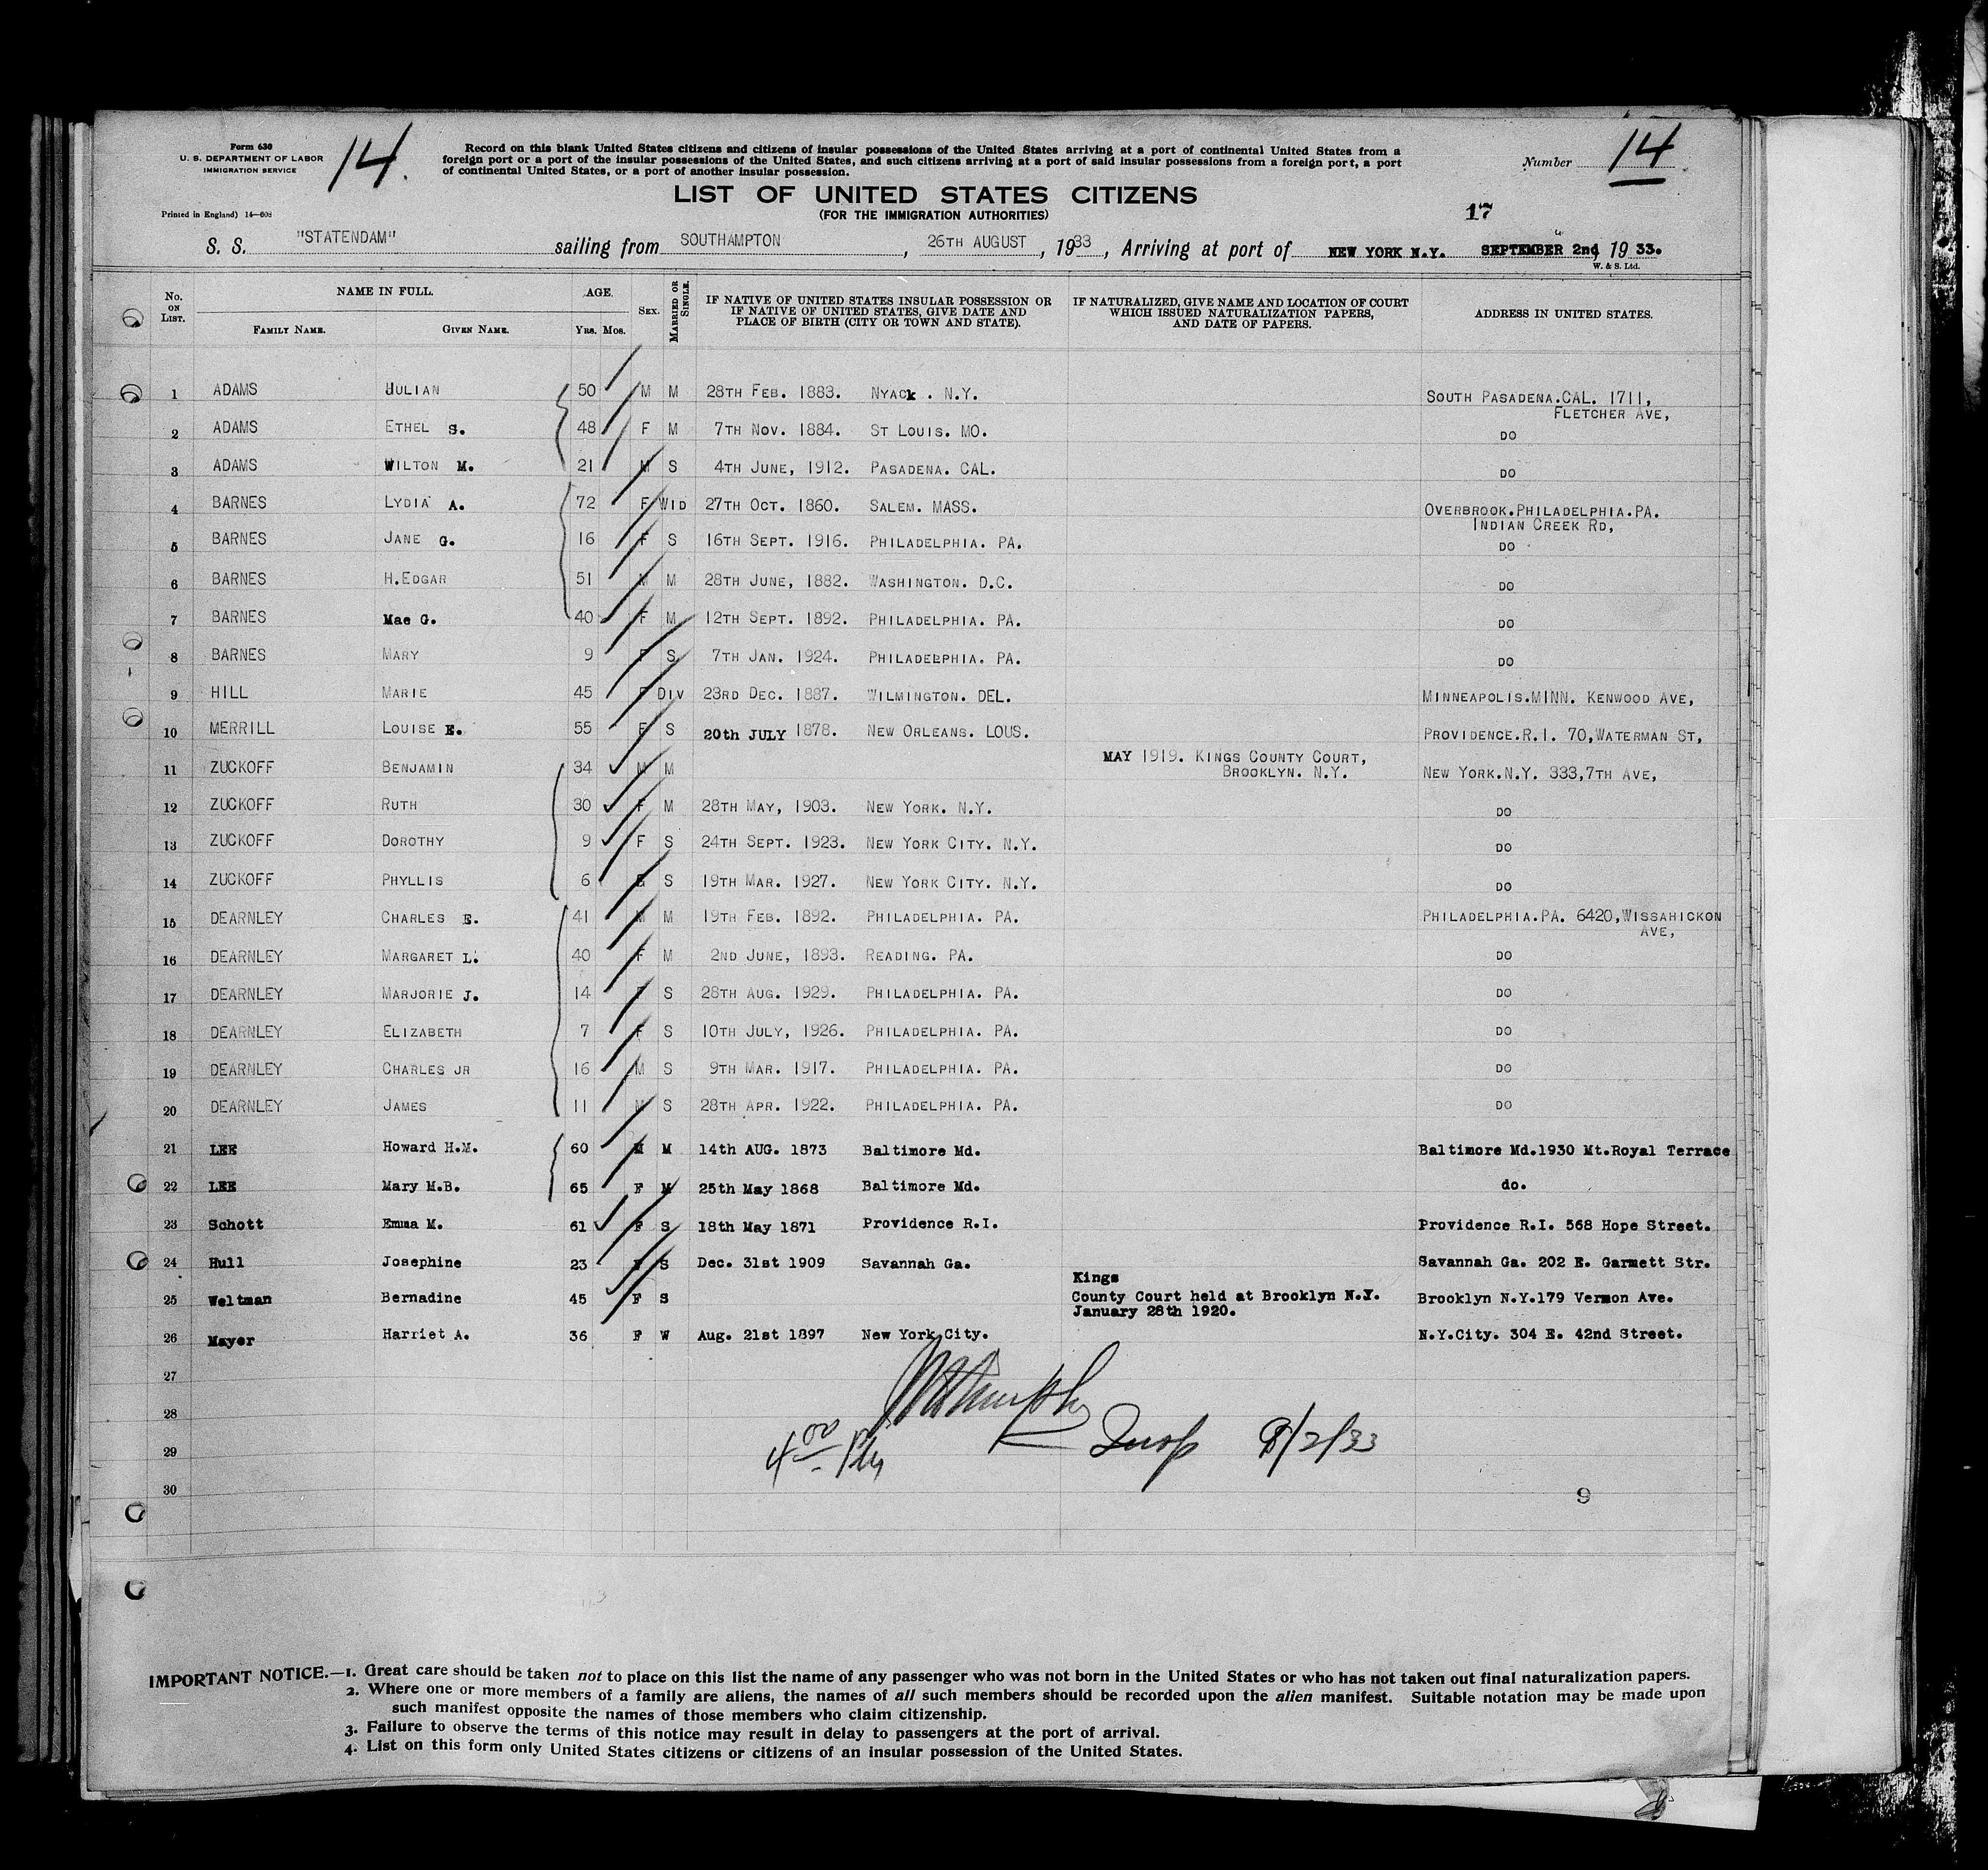 Form 630
U. S. DEPARTMENT OF LABOR
IMMIGRATION SERVICE
14.
Record on this blank United States citizens and citizens of insular possessions of the United States arriving at a port of continental United States from a
foreign port or a port of the insular possessions of the United States, and such citizens arriving at a port of said insular possessions from a foreign port, a port
of continental United States, or a port of another insular possession.
Number 14
LIST OF UNITED STATES CITIZENS
(FOR THE IMMIGRATION AUTHORITIES)
Printed in England) 14—608
17
S. S. "STATENDAM" sailing from SOUTHAMPTON, 26TH AUGUST, 1933, Arriving at port of NEW YORK N.Y. SEPTEMBER 2nd, 1933.
W. & S. Ltd.
No. ON LIST. NAME IN FULL. AGE. SEX. MARRIED OR SINGLE. IF NATIVE OF UNITED STATES INSULAR POSSESSION OR IF NATIVE OF UNITED STATES, GIVE DATE AND PLACE OF BIRTH (CITY OR TOWN AND STATE). IF NATURALIZED, GIVE NAME AND LOCATION OF COURT WHICH ISSUED NATURALIZATION PAPERS, AND DATE OF PAPERS. ADDRESS IN UNITED STATES.
FAMILY NAME. GIVEN NAME. YRS. MOS.
1 ADAMS JULIAN 50 M M 28TH FEB. 1883. NYACk . N.Y. SOUTH PASADENA.CAL. 1711,
FLETCHER AVE,
2 ADAMS ETHEL S. 48 F M 7TH NOV. 1884. ST LOUIS. MO. DO
3 ADAMS WILTON M. 21 M S 4TH JUNE, 1912. PASADENA. CAL. DO
4 BARNES LYDIA A. 72 F WID 27TH OCT. 1860. SALEM. MASS. OVERBROOK.PHILADELPHIA.PA.
INDIAN CREEK RD,
5 BARNES JANE G. 16 F S 16TH SEPT. 1916. PHILADELPHIA. PA. DO
6 BARNES H.EDGAR 51 M M 28TH JUNE, 1882. WASHINGTON. D.C. DO
7 BARNES Mae G. 40 F M 12TH SEPT. 1892. PHILADELPHIA. PA. DO
8 BARNES MARY 9 F S 7TH JAN. 1924. PHILADELPHIA. PA. DO
9 HILL MARIE 45 F DIV 23RD DEC. 1887. WILMINGTON. DEL. MINNEAPOLIS.MINN. KENWOOD AVE,
10 MERRILL LOUISE E. 55 F S 20th JULY 1878. NEW ORLEANS. LOUS. PROVIDENCE.R.I. 70,WATERMAN ST,
11 ZUCKOFF BENJAMIN 34 M M MAY 1919. KINGS COUNTY COURT,
BROOKLYN. N.Y. NEW YORK.N.Y. 333,7TH AVE,
12 ZUCKOFF RUTH 30 F M 28TH MAY, 1903. NEW YORK. N.Y. DO
13 ZUCKOFF DOROTHY 9 F S 24TH SEPT. 1923. NEW YORK CITY. N.Y. DO
14 ZUCKOFF PHYLLIS 6 S 19TH MAR. 1927. NEW YORK CITY. N.Y. DO
15 DEARNLEY CHARLES E. 41 M M 19TH FEB. 1892. PHILADELPHIA. PA. PHILADELPHIA.PA. 6420,WISSAHICKON
AVE,
16 DEARNLEY MARGARET L. 40 F M 2ND JUNE, 1893. READING. PA. DO
17 DEARNLEY MARJORIE J. 14 F S 28TH AUG. 1929. PHILADELPHIA. PA. DO
18 DEARNLEY ELIZABETH 7 F S 10TH JULY, 1926. PHILADELPHIA. PA. DO
19 DEARNLEY CHARLES JR 16 M S 9TH MAR. 1917. PHILADELPHIA. PA. DO
20 DEARNLEY JAMES 11 M S 28TH APR. 1922. PHILADELPHIA. PA. DO
21 LEE Howard H.M. 60 M M 14th AUG. 1873 Baltimore Md. Baltimore Md.1930 Mt.Royal Terrace
22 LEE Mary M.B. 65 F M 25th May 1868 Baltimore Md. do.
23 Schott Emma M. 61 F S 18th May 1871 Providence R.I. Providence R.I. 568 Hope Street.
24 Hull Josephine 23 F S Dec. 31st 1909 Savannah Ga. Savannah Ga. 202 E. Garmett Str.
25 Weltman Bernadine 45 F S Kings
County Court held at Brooklyn N.Y. Brooklyn N.Y.179 Vermon Ave.
January 28th 1920.
26 Mayer Harriet A. 36 F W Aug. 21st 1897 New York City. N.Y.City. 304 E. 42nd Street.
27
28
29
4 00 Insp 9/2/33
30
9
IMPORTANT NOTICE.—1. Great care should be taken not to place on this list the name of any passenger who was not born in the United States or who has not taken out final naturalization papers.
2. Where one or more members of a family are aliens, the names of all such members should be recorded upon the alien manifest. Suitable notation may be made upon
such manifest opposite the names of those members who claim citizenship.
3. Failure to observe the terms of this notice may result in delay to passengers at the port of arrival.
4. List on this form only United States citizens or citizens of an insular possession of the United States.